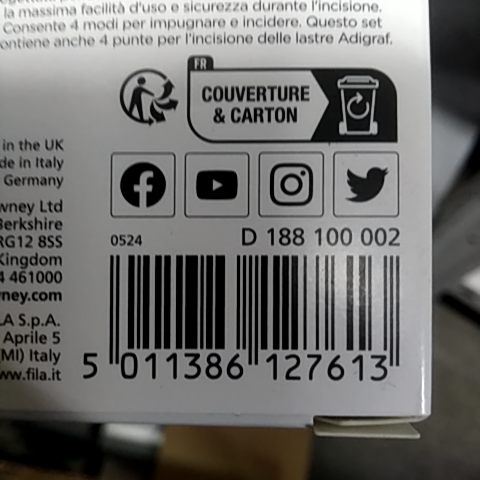 la massima facilità d'uso e sicurezza durante l'incisione.
Consente 4 modi per impugnare e incidere. Questo set
contiene anche 4 punte per l'incisione delle lastre Adigraf.
FR
COUVERTURE
& CARTON
in the UK
de in Italy
Germany
wney Ltd
Berkshire
RG12 8SS
Kingdom
4 461000
wney.com
LA S.p.A.
Aprile 5
(MI) Italy
www.fila.it
0524
D 188 100 002
5 011386 127613